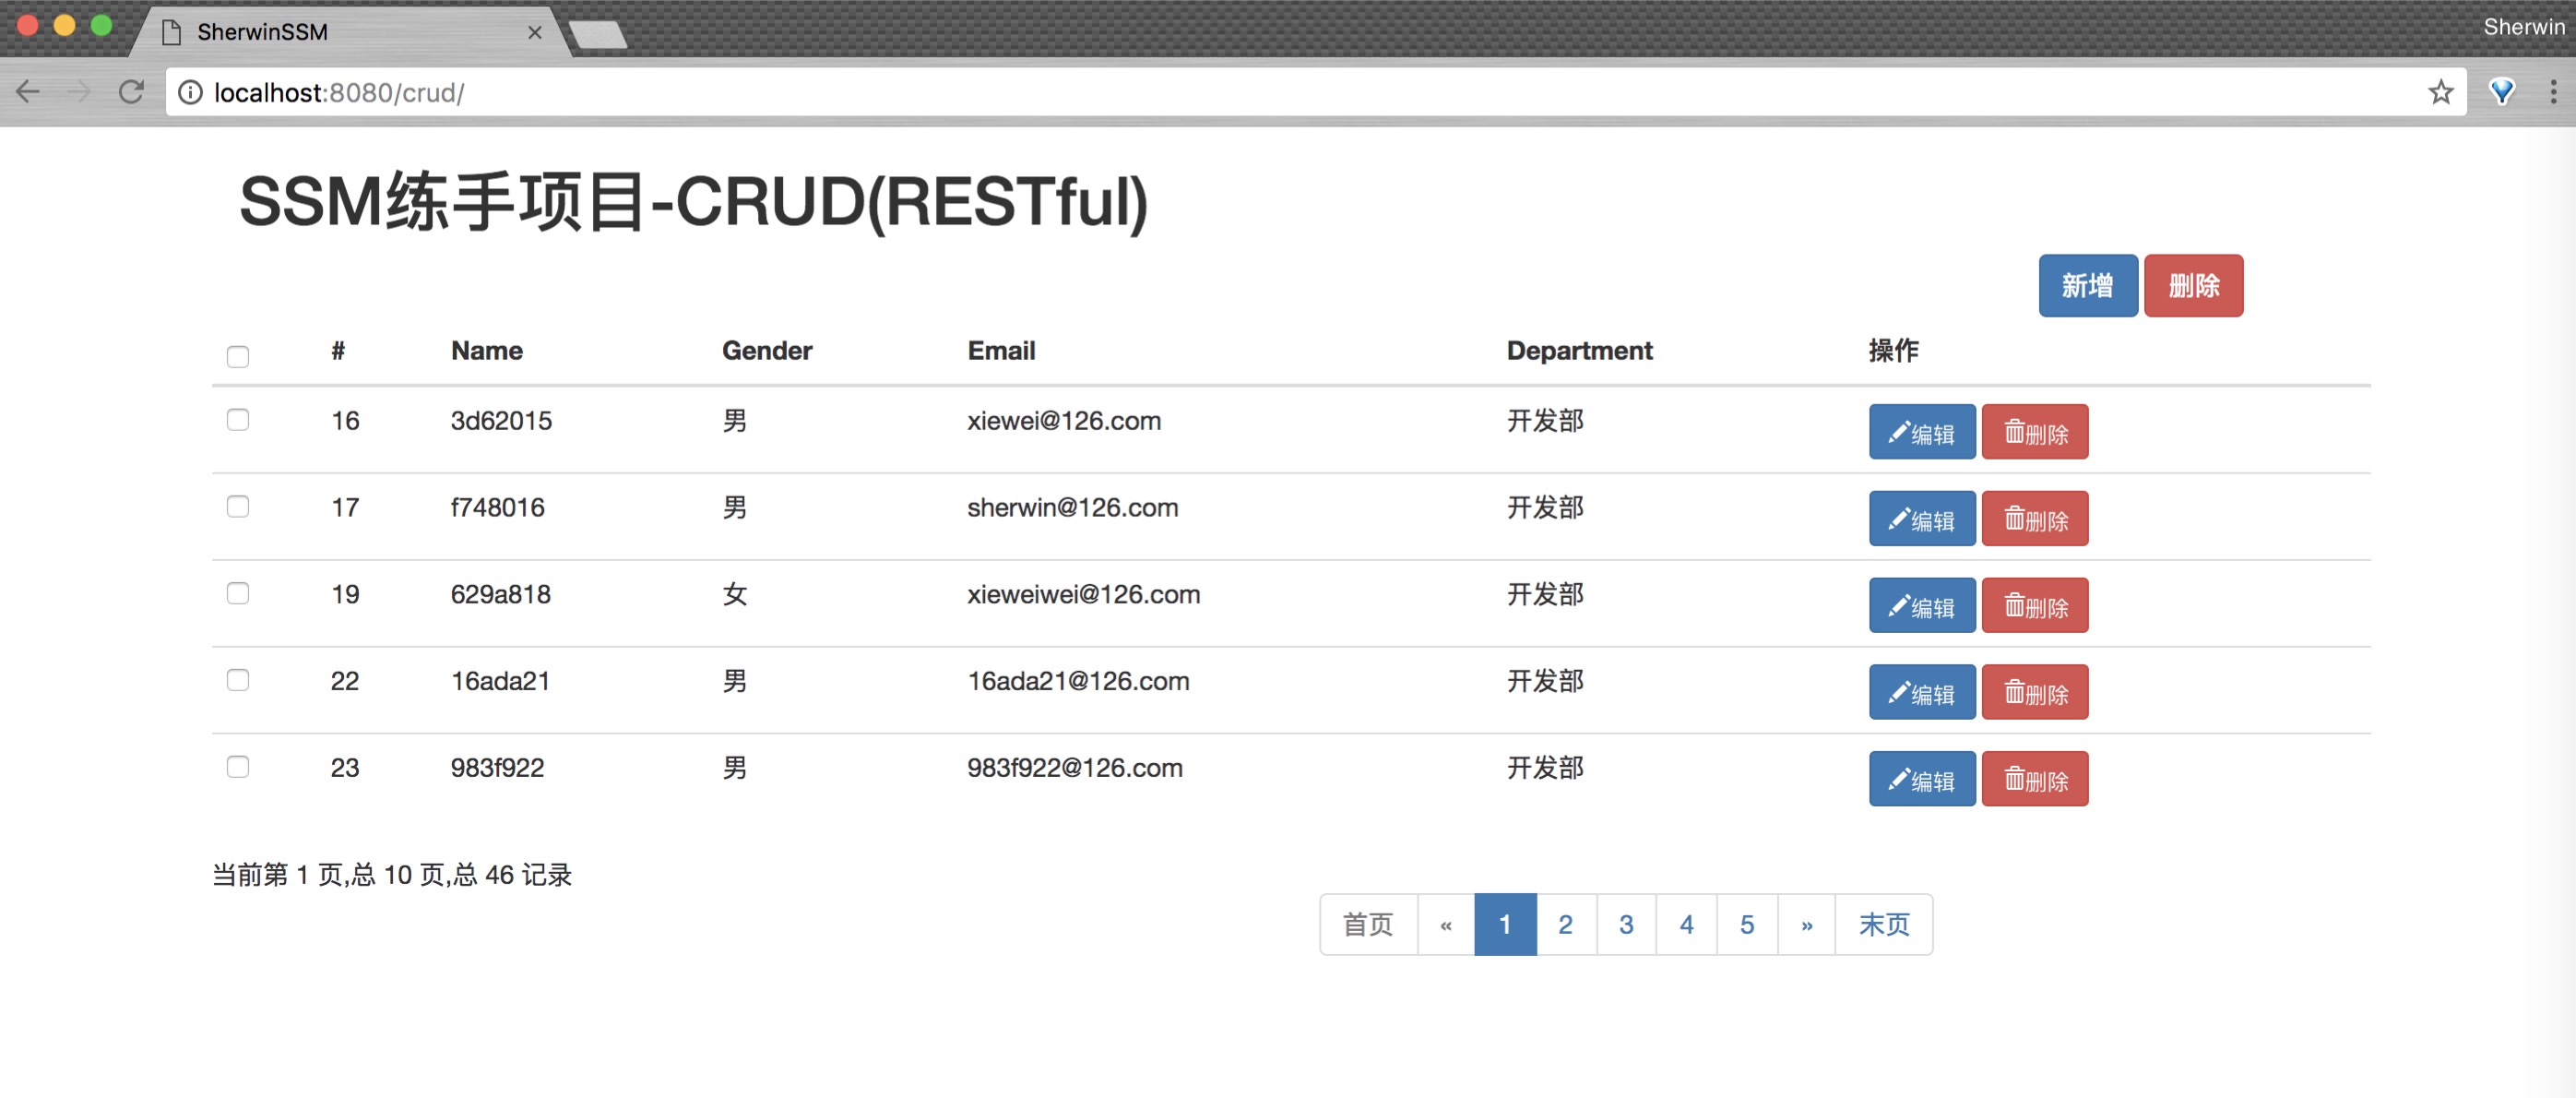 SherwinSSM
Sherwin
localhost:8080/crud/
SSM练手项目-CRUD(RESTful)
新增 删除
# Name Gender Email Department 操作
16 3d62015 男 xiewei@126.com 开发部 编辑 删除
17 f748016 男 sherwin@126.com 开发部 编辑 删除
19 629a818 女 xieweiwei@126.com 开发部 编辑 删除
22 16ada21 男 16ada21@126.com 开发部 编辑 删除
23 983f922 男 983f922@126.com 开发部 编辑 删除
当前第 1 页,总 10 页,总 46 记录
首页 « 1 2 3 4 5 » 末页